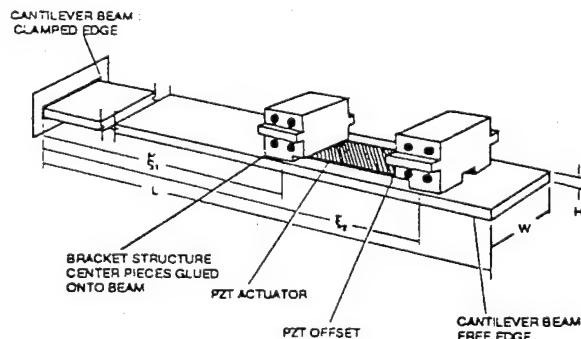 CANTILEVER BEAM
CLAMPED EDGE
ξ₁
L
ξ₂
W
H
BRACKET STRUCTURE
CENTER PIECES GLUED
ONTO BEAM
PZT ACTUATOR
PZT OFFSET
CANTILEVER BEAM
FREE EDGE